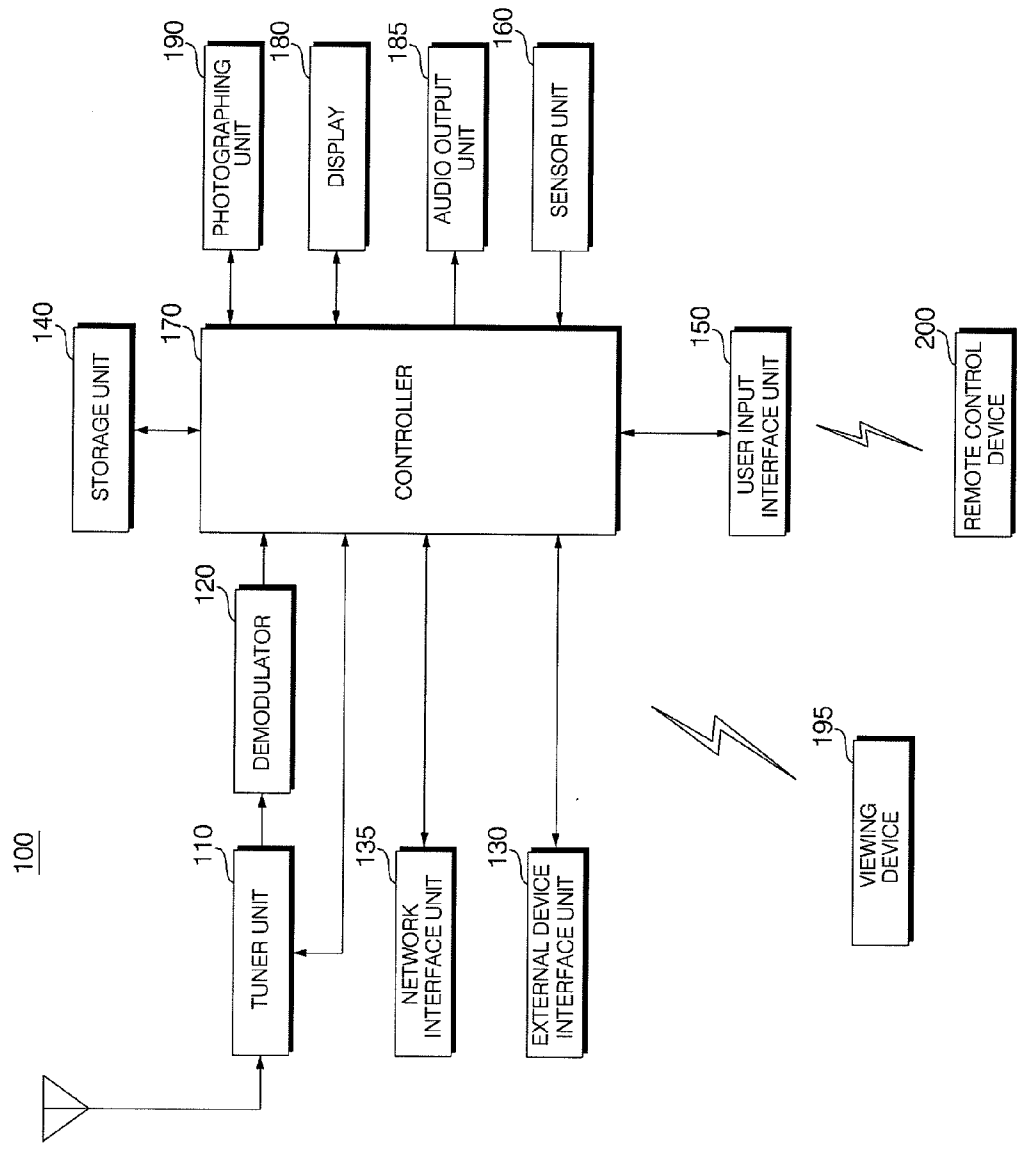 100
110
TUNER UNIT
120
DEMODULATOR
135
NETWORK
INTERFACE UNIT
130
EXTERNAL DEVICE
INTERFACE UNIT
195
VIEWING
DEVICE
140
STORAGE UNIT
170
CONTROLLER
150
USER INPUT
INTERFACE UNIT
200
REMOTE CONTROL
DEVICE
190
PHOTOGRAPHING
UNIT
180
DISPLAY
185
AUDIO OUTPUT
UNIT
160
SENSOR UNIT